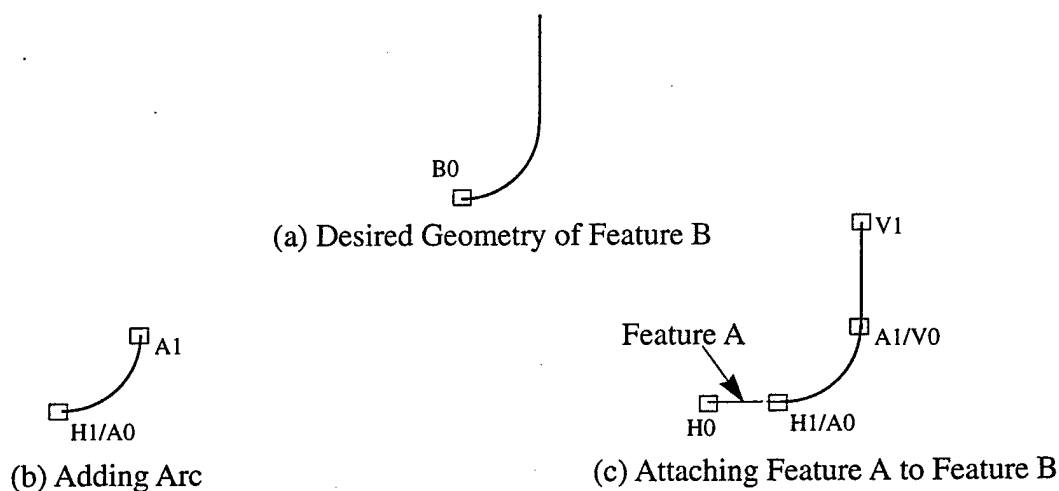 B0
(a) Desired Geometry of Feature B
V1
A1
Feature A
A1/V0
H1/A0
H0
H1/A0
(b) Adding Arc
(c) Attaching Feature A to Feature B